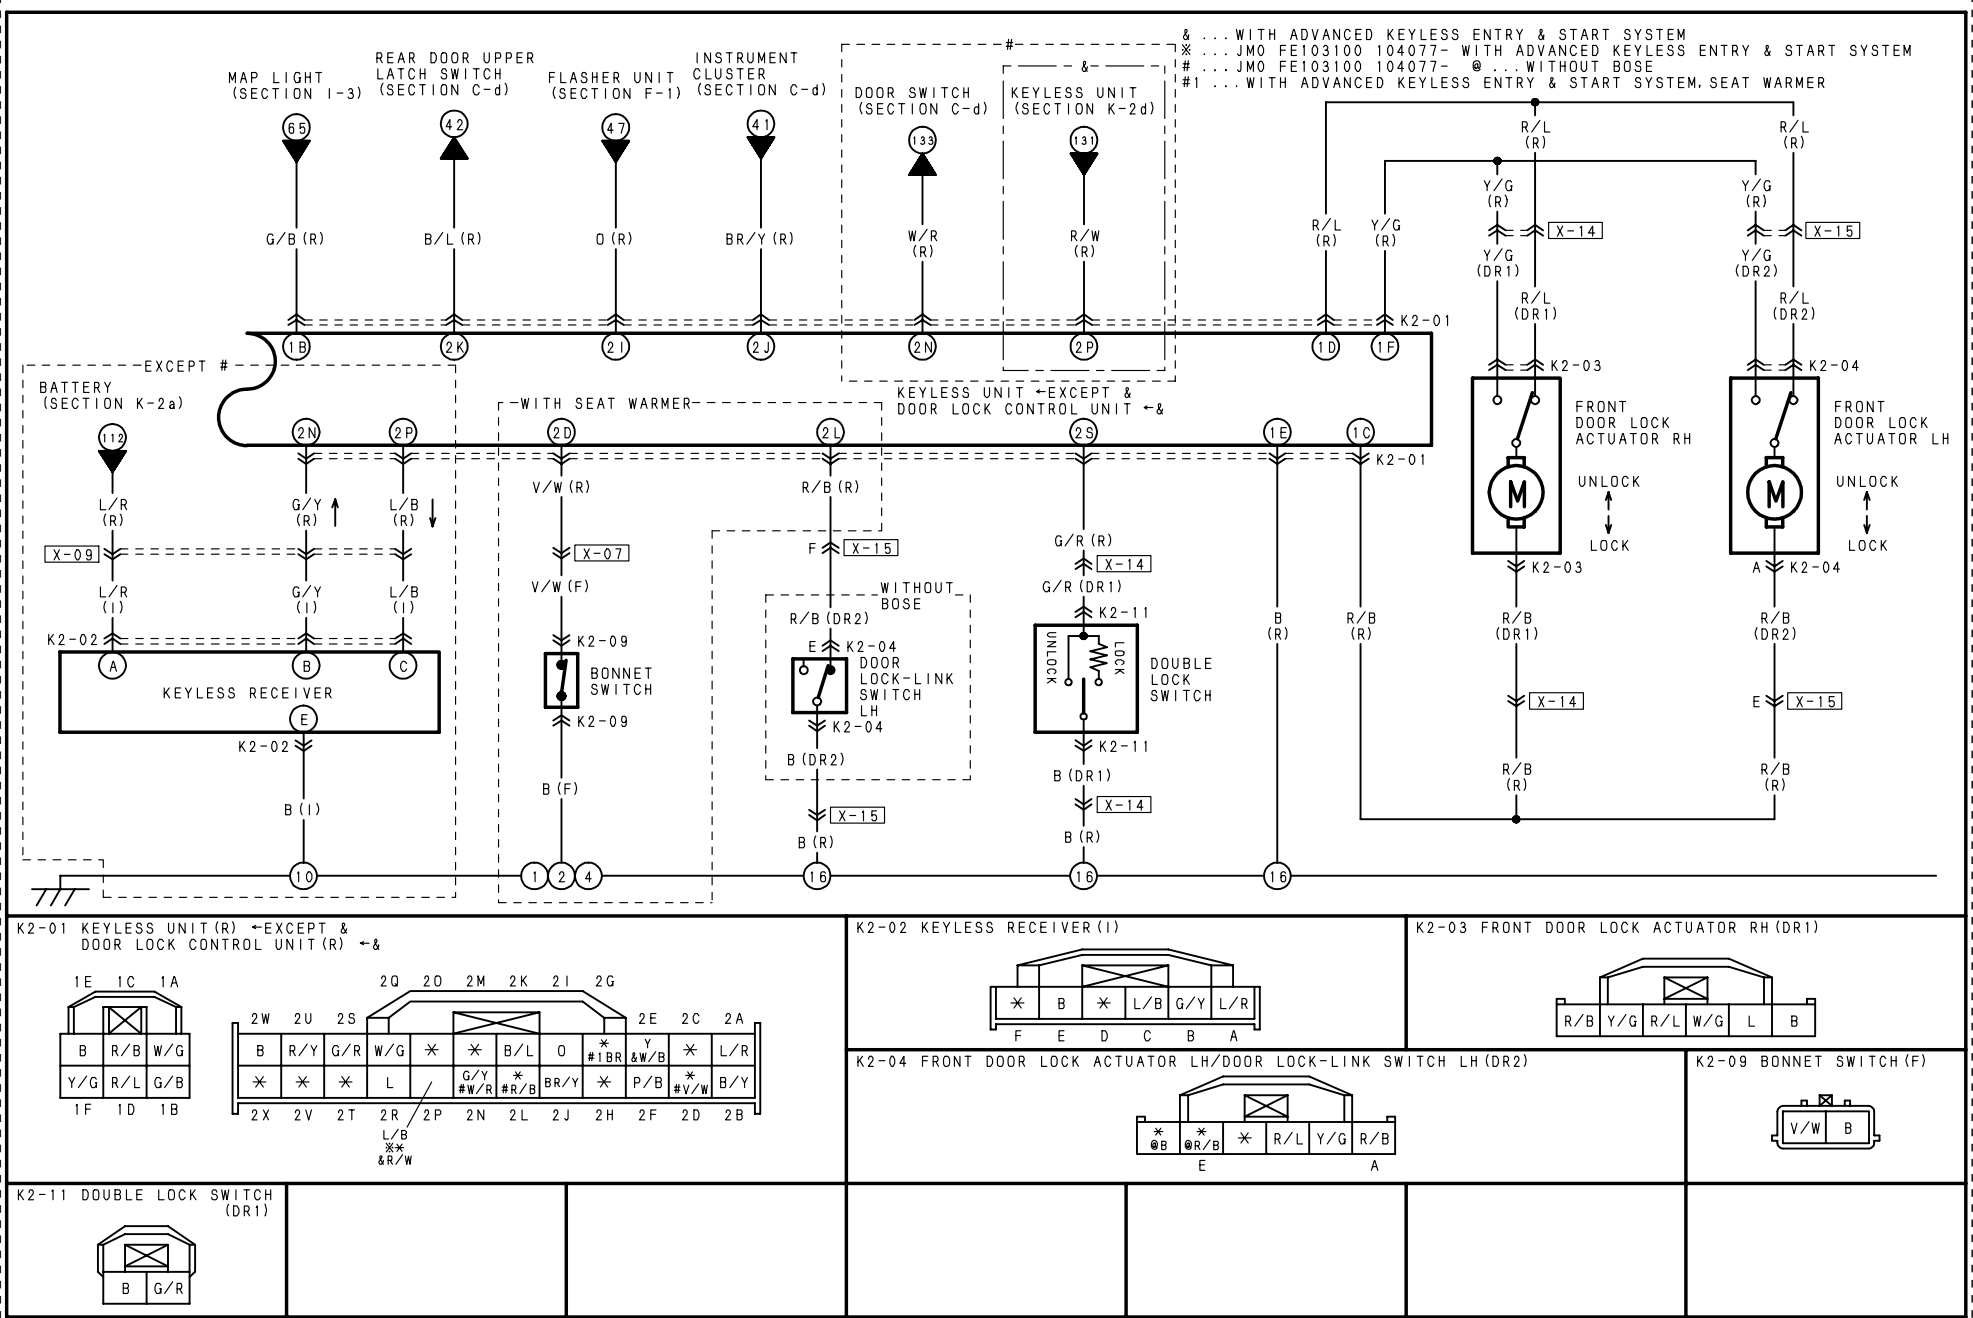 & ...WITH ADVANCED KEYLESS ENTRY & START SYSTEM
※ ...JM0 FE103100 104077- WITH ADVANCED KEYLESS ENTRY & START SYSTEM
# ...JM0 FE103100 104077- @ ...WITHOUT BOSE
#1 ...WITH ADVANCED KEYLESS ENTRY & START SYSTEM, SEAT WARMER
MAP LIGHT
(SECTION I-3)
REAR DOOR UPPER
LATCH SWITCH
(SECTION C-d)
FLASHER UNIT
(SECTION F-1)
INSTRUMENT
CLUSTER
(SECTION C-d)
#
DOOR SWITCH
(SECTION C-d)
&
KEYLESS UNIT
(SECTION K-2d)
65
42
47
41
133
131
G/B (R)
B/L (R)
O (R)
BR/Y (R)
W/R
(R)
R/W
(R)
R/L
(R)
Y/G
(R)
R/L
(R)
R/L
(R)
Y/G
(R)
Y/G
(R)
X-14
X-15
Y/G
(DR1)
Y/G
(DR2)
R/L
(DR1)
R/L
(DR2)
K2-01
1B
2K
2I
2J
2N
2P
1D
1F
K2-03
K2-04
EXCEPT #
BATTERY
(SECTION K-2a)
112
KEYLESS UNIT ←EXCEPT &
DOOR LOCK CONTROL UNIT ←&
WITH SEAT WARMER
2N
2P
2D
2L
2S
1E
1C
K2-01
FRONT
DOOR LOCK
ACTUATOR RH
FRONT
DOOR LOCK
ACTUATOR LH
M
UNLOCK
LOCK
M
UNLOCK
LOCK
L/R
(R)
G/Y
(R)
L/B
(R)
V/W (R)
R/B (R)
X-09
X-07
F
X-15
G/R (R)
X-14
G/R (DR1)
K2-03
A
K2-04
L/R
(I)
G/Y
(I)
L/B
(I)
V/W (F)
WITHOUT
BOSE
R/B (DR2)
K2-11
B
(R)
R/B
(R)
R/B
(DR1)
R/B
(DR2)
K2-02
K2-09
E
K2-04
A
B
C
KEYLESS RECEIVER
E
BONNET
SWITCH
DOOR
LOCK-LINK
SWITCH
LH
UNLOCK
LOCK
DOUBLE
LOCK
SWITCH
X-14
E
X-15
K2-02
K2-09
K2-04
K2-11
B (DR2)
B (DR1)
R/B
(R)
R/B
(R)
B (I)
B (F)
X-15
X-14
B (R)
B (R)
10
1
2
4
16
16
16
K2-01 KEYLESS UNIT (R) ←EXCEPT &
DOOR LOCK CONTROL UNIT (R) ←&
1E 1C 1A
B R/B W/G
Y/G R/L G/B
1F 1D 1B
2Q 2O 2M 2K 2I 2G
2W 2U 2S 2E 2C 2A
B R/Y G/R W/G * * B/L O * #1BR Y &W/B * L/R
* * * L G/Y #W/R * #R/B BR/Y * P/B * #V/W B/Y
2X 2V 2T 2R 2P 2N 2L 2J 2H 2F 2D 2B
L/B
※*
&R/W
K2-02 KEYLESS RECEIVER (I)
* B * L/B G/Y L/R
F E D C B A
K2-03 FRONT DOOR LOCK ACTUATOR RH (DR1)
R/B Y/G R/L W/G L B
K2-04 FRONT DOOR LOCK ACTUATOR LH/DOOR LOCK-LINK SWITCH LH (DR2)
* @B * @R/B * R/L Y/G R/B
E A
K2-09 BONNET SWITCH (F)
V/W B
K2-11 DOUBLE LOCK SWITCH
(DR1)
B G/R